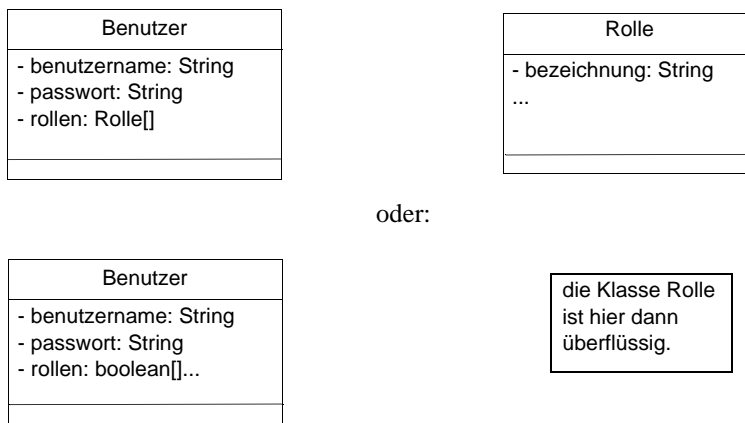 Benutzer
- benutzername: String
- passwort: String
- rollen: Rolle[]
Rolle
- bezeichnung: String
...
oder:
Benutzer
- benutzername: String
- passwort: String
- rollen: boolean[]...
die Klasse Rolle
ist hier dann
überflüssig.